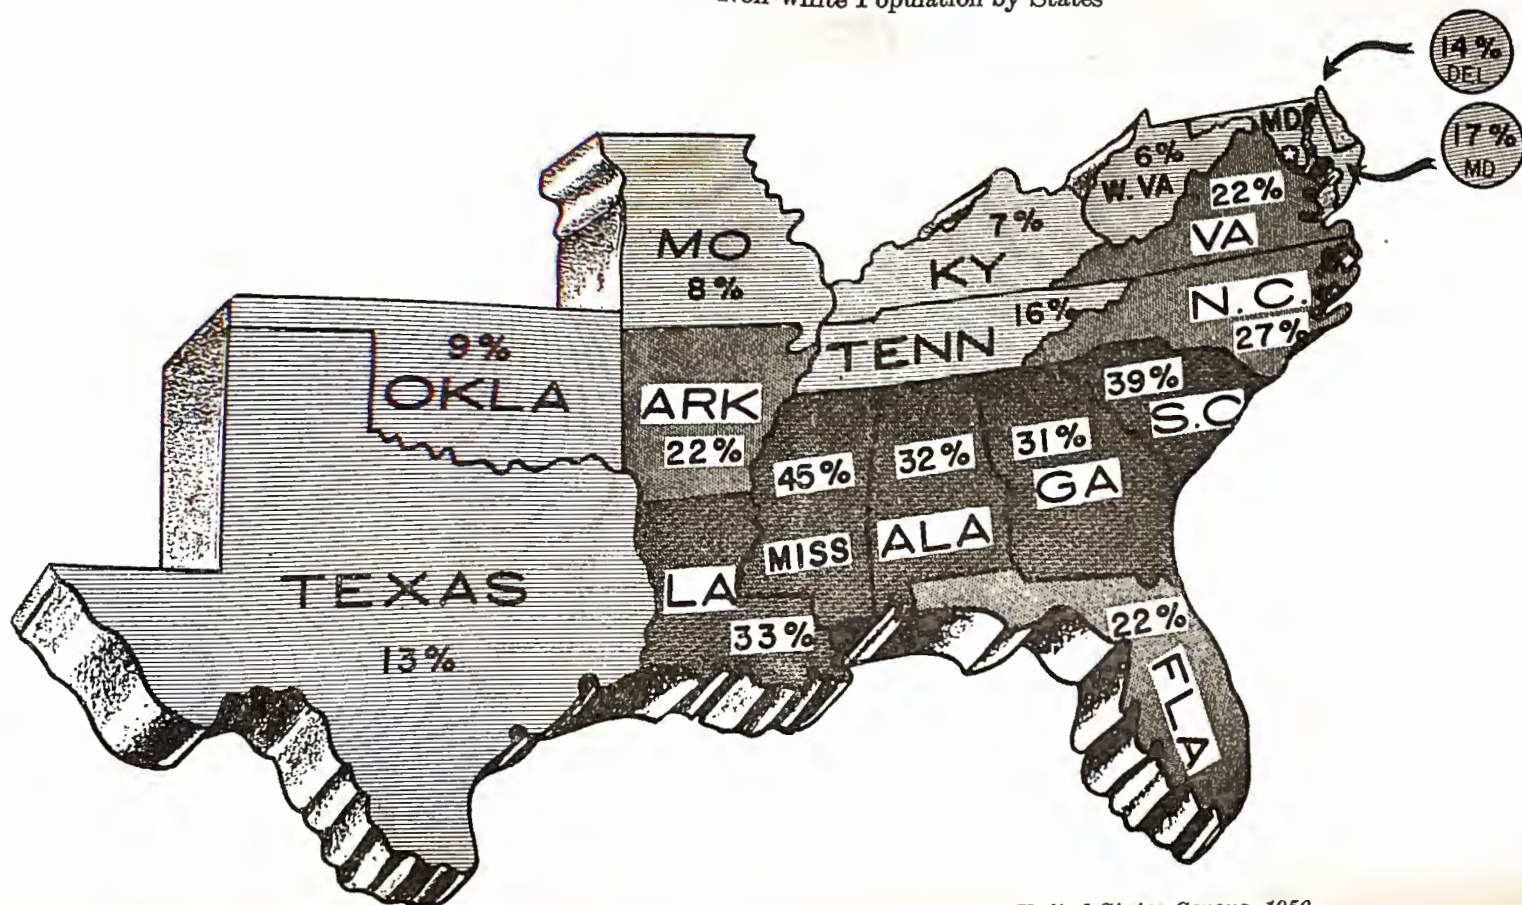 Non-White Population by States
14%
DEL
17%
MD
MD
6%
W. VA
22%
VA
7%
KY
MO
8%
N.C.
27%
16%
TENN
9%
OKLA
ARK
22%
39%
S.C
45%
MISS
32%
ALA
31%
GA
LA
33%
TEXAS
13%
22%
FLA
United States Census, 1950